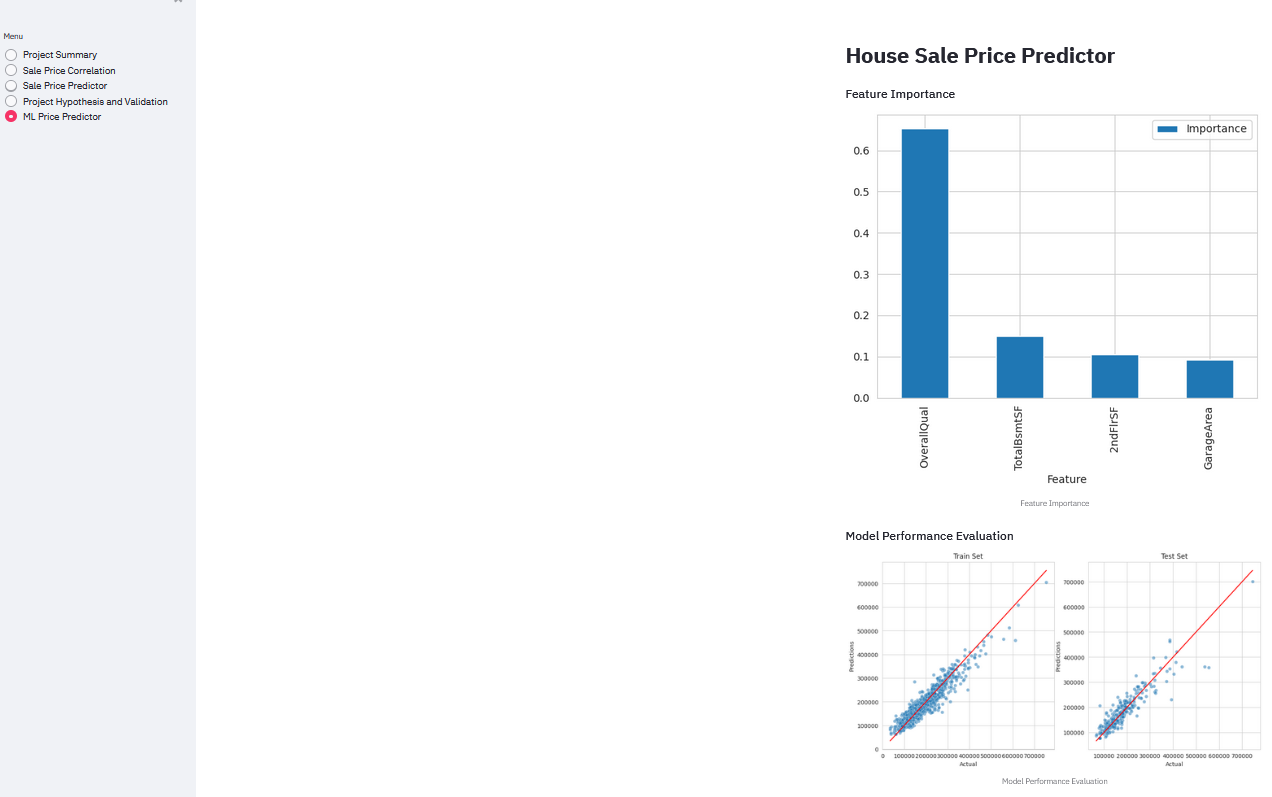 Menu
Project Summary
Sale Price Correlation
Sale Price Predictor
Project Hypothesis and Validation
ML Price Predictor
House Sale Price Predictor
Feature Importance
Importance
0.6
0.5
0.4
0.3
0.2
0.1
0.0
OverallQual
TotalBsmtSF
2ndFlrSF
GarageArea
Feature
Feature Importance
Model Performance Evaluation
Train Set
700000
600000
500000
400000
300000
200000
100000
0
Predictions
0 100000 200000 300000 400000 500000 600000 700000
Actual
Test Set
700000
600000
500000
400000
300000
200000
100000
Predictions
100000 200000 300000 400000 500000 600000 700000
Actual
Model Performance Evaluation